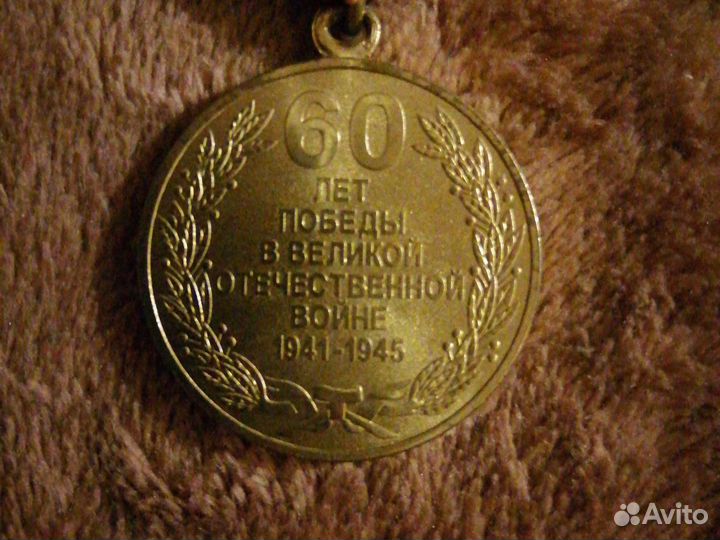 60
ЛЕТ
ПОБЕДЫ
В ВЕЛИКОЙ
ОТЕЧЕСТВЕННОЙ
ВОЙНЕ
1941-1945
Avito